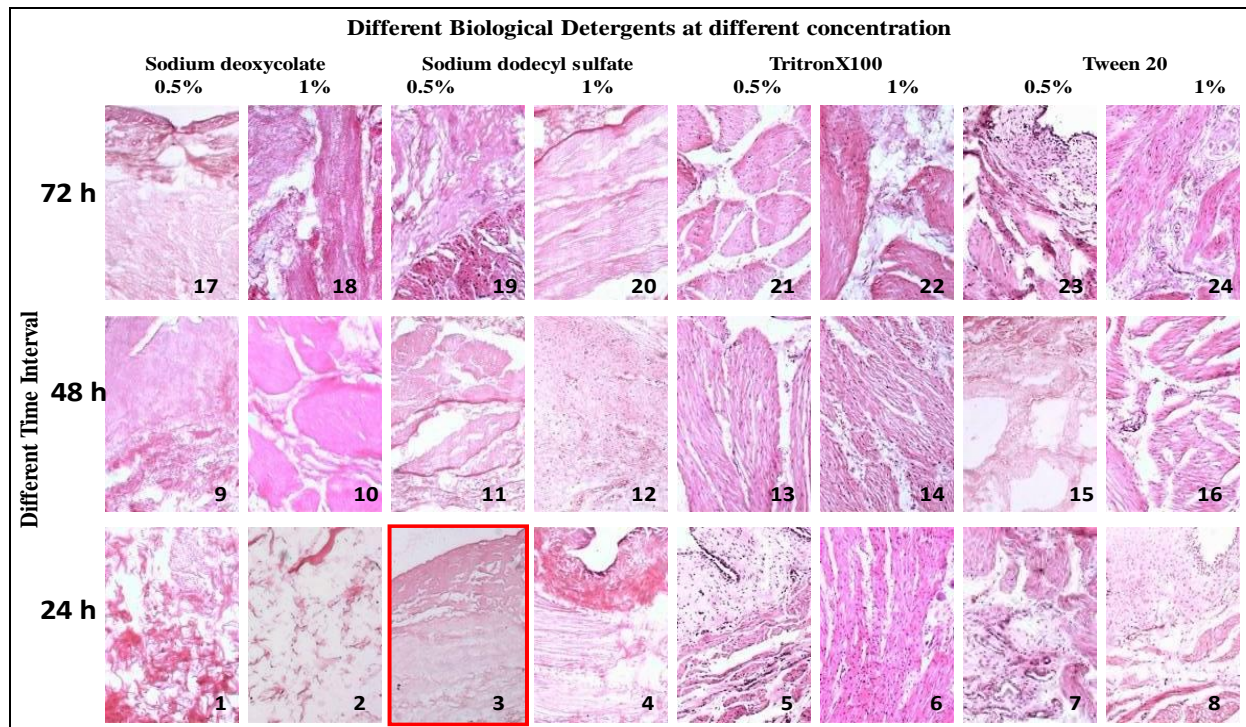 Different Biological Detergents at different concentration
Sodium deoxycolate Sodium dodecyl sulfate TritronX100 Tween 20
0.5% 1% 0.5% 1% 0.5% 1% 0.5% 1%
Different Time Interval
72 h
17 18 19 20 21 22 23 24
48 h
9 10 11 12 13 14 15 16
24 h
1 2 3 4 5 6 7 8